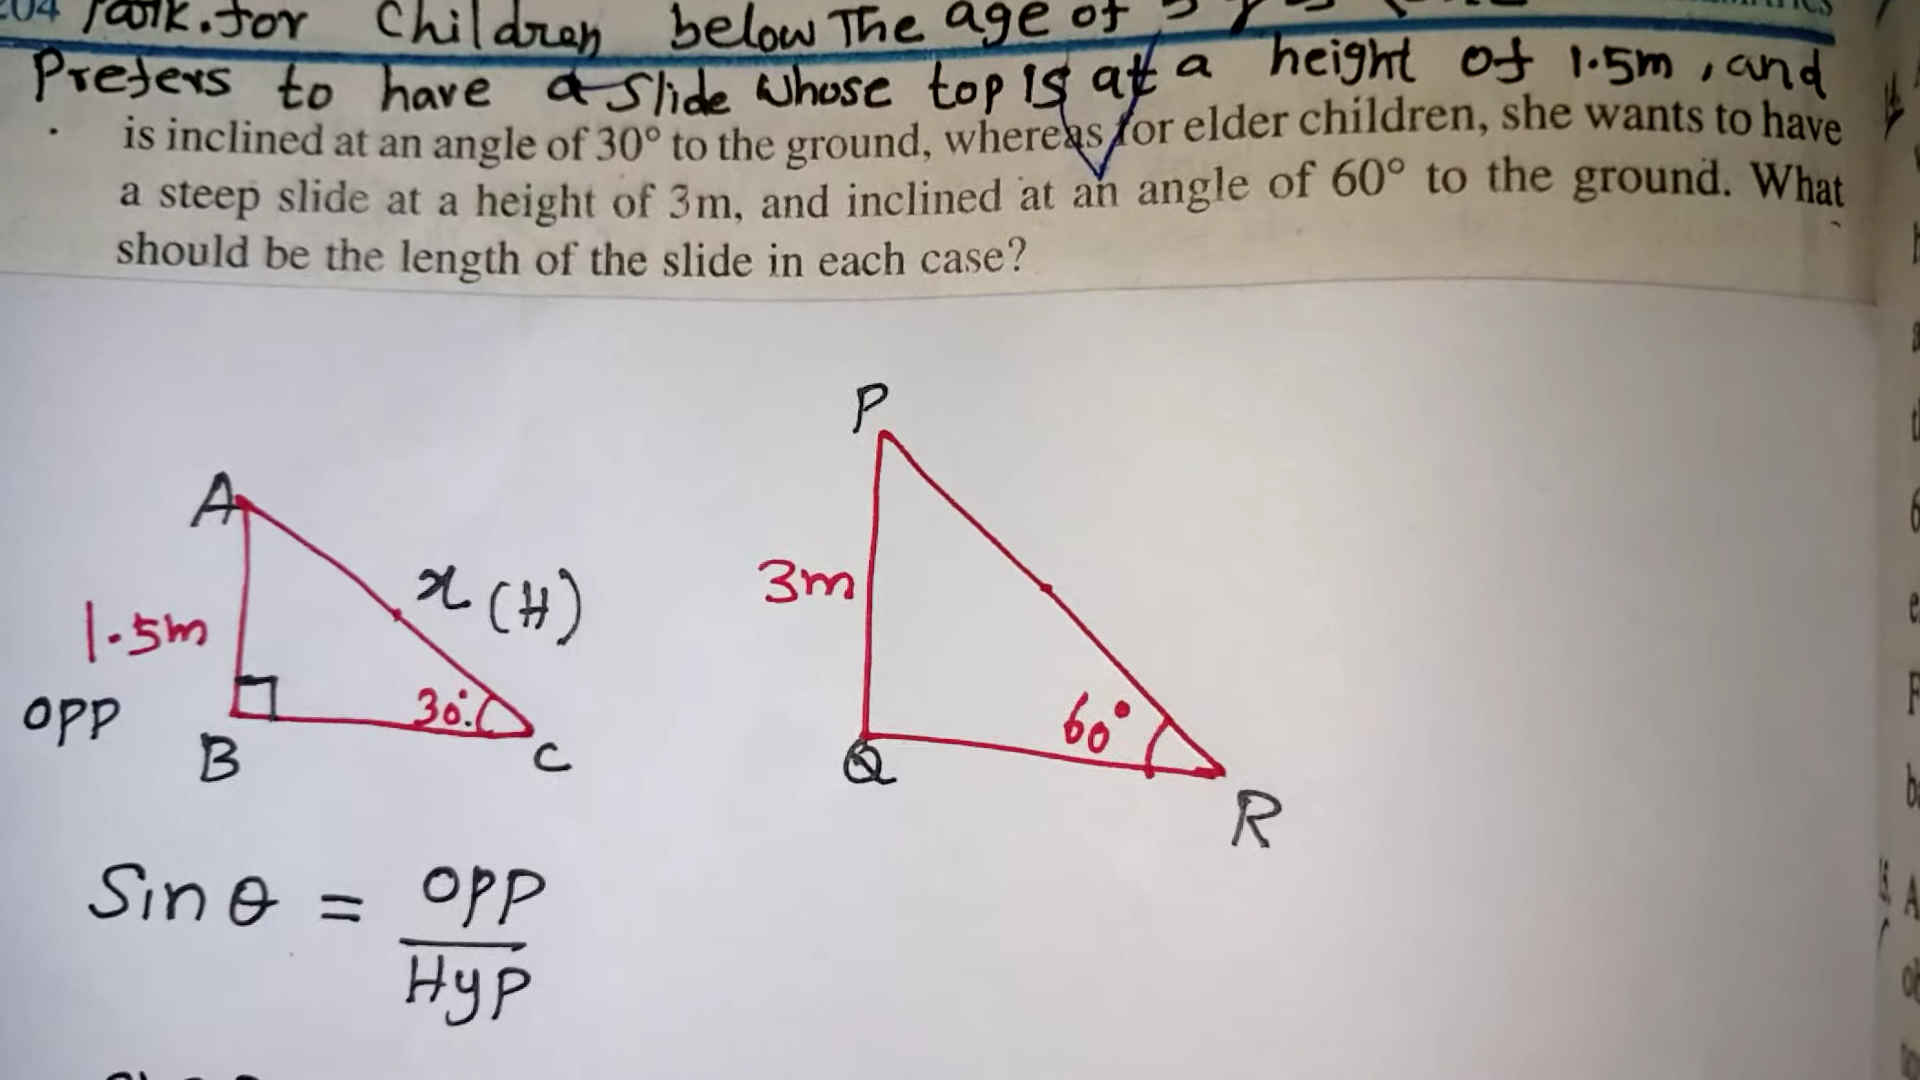 204 Park. for Children below The age of 5
Prefers to have a slide whose top is at a height of 1.5m, and
is inclined at an angle of 30° to the ground, whereas for elder children, she wants to have
a steep slide at a height of 3m, and inclined at an angle of 60° to the ground. What
should be the length of the slide in each case?
P
A
x (H)
3m
1.5m
30°
60°
OPP
B
C
Q
R
Sin θ = OPP
Hyp